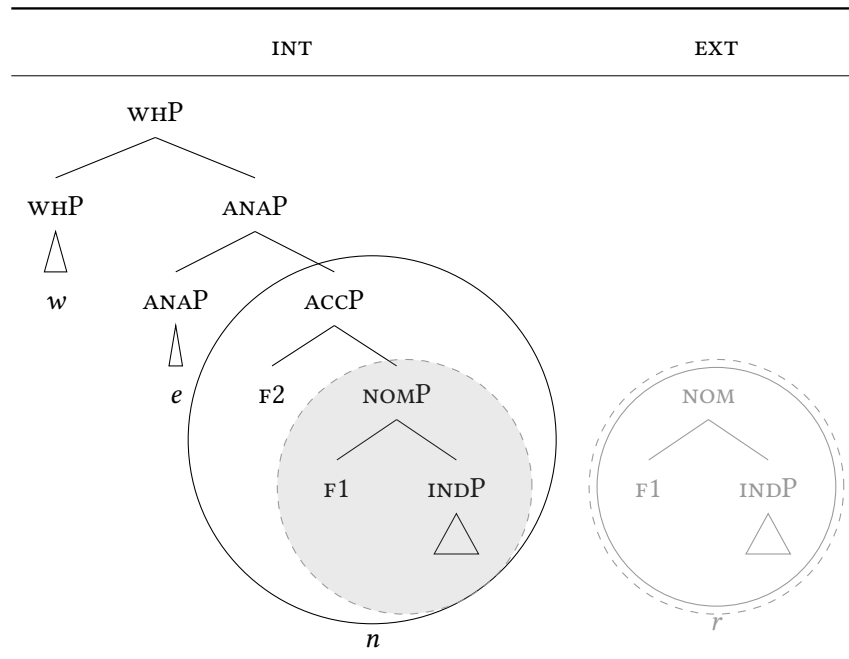 INT EXT
WHP
WHP ANAP
w ANAP ACCP
e F2 NOMP NOM
F1 INDP F1 INDP
n r